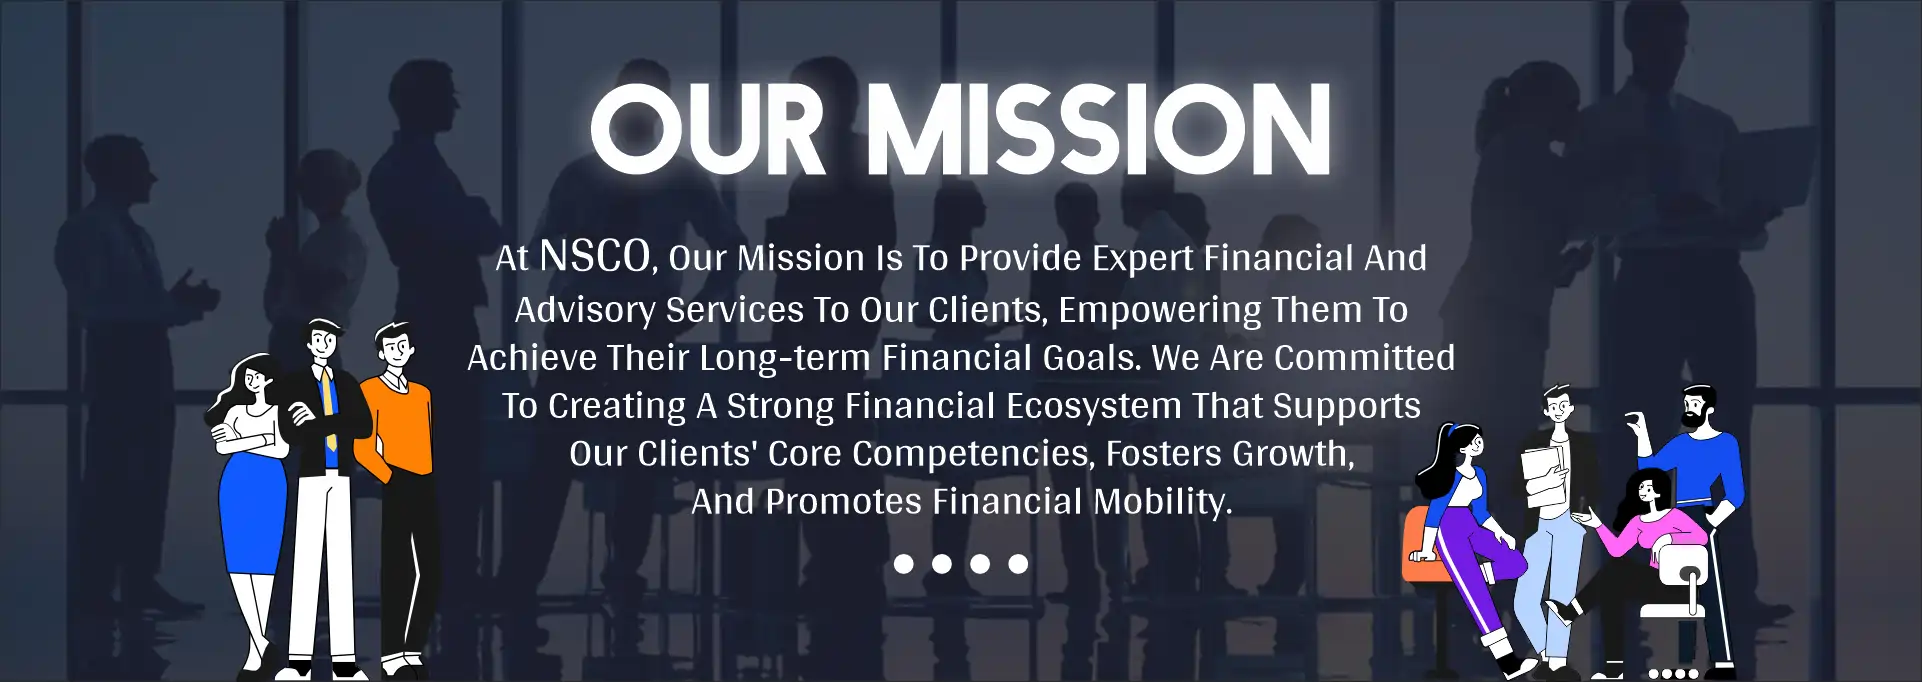 OUR MISSION
At NSCO, Our Mission Is To Provide Expert Financial And
Advisory Services To Our Clients, Empowering Them To
Achieve Their Long-term Financial Goals. We Are Committed
To Creating A Strong Financial Ecosystem That Supports
Our Clients' Core Competencies, Fosters Growth,
And Promotes Financial Mobility.